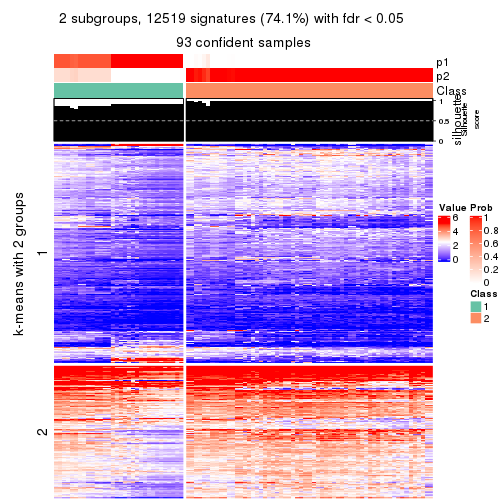 2 subgroups, 12519 signatures (74.1%) with fdr < 0.05
93 confident samples
p1
p2
Class
1
0.5
0
silhouette
Silhouette
score
k-means with 2 groups
1
2
Value
6
4
2
0
Prob
1
0.8
0.6
0.4
0.2
0
Class
1
2